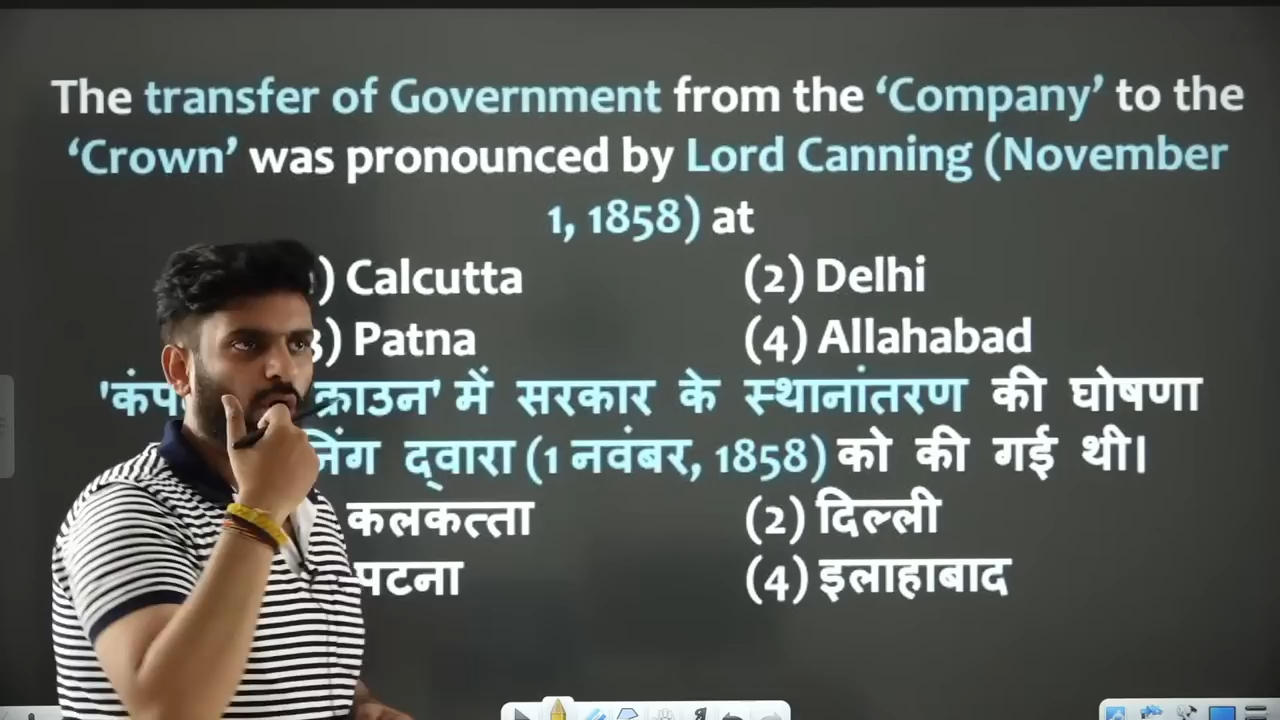 The transfer of Government from the ‘Company’ to the
‘Crown’ was pronounced by Lord Canning (November
1, 1858) at
) Calcutta (2) Delhi
) Patna (4) Allahabad
क्राउन' में सरकार के स्थानांतरण की घोषणा
द्वारा (1 नवंबर, 1858) को की गई थी।
कलकत्ता (2) दिल्ली
पटना (4) इलाहाबाद